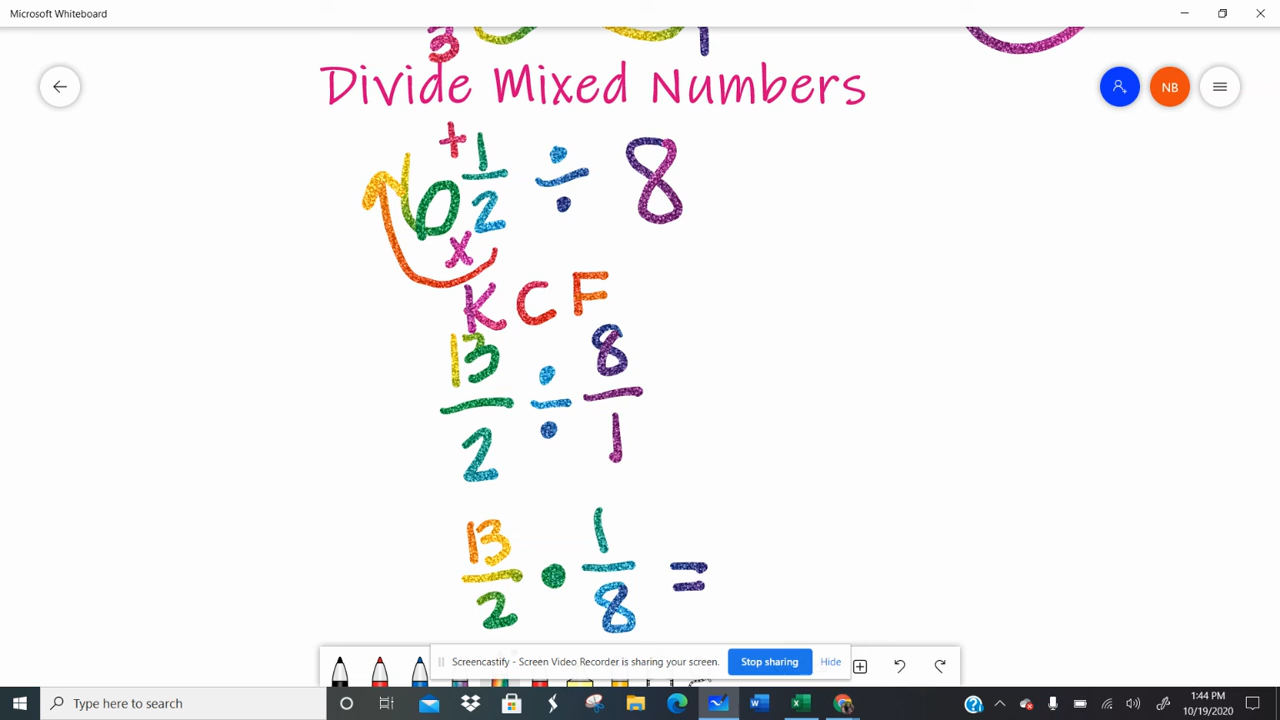 Microsoft Whiteboard
3 1
Divide Mixed Numbers
NB
+
6 1/2 ÷ 8
x
K C F
13/2 ÷ 8/1
13/2 • 1/8 =
Screencastify - Screen Video Recorder is sharing your screen.
Stop sharing
Hide
Type here to search
1:44 PM
10/19/2020